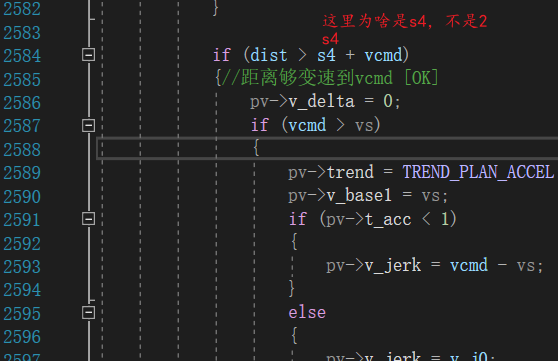 2582 }
2583 这里为啥是s4, 不是2
s4
2584 if (dist > s4 + vcmd)
2585 {//距离够变速到vcmd [OK]
2586 pv->v_delta = 0;
2587 if (vcmd > vs)
2588 {
2589 pv->trend = TREND_PLAN_ACCEL
2590 pv->v_base1 = vs;
2591 if (pv->t_acc < 1)
2592 {
2593 pv->v_jerk = vcmd - vs;
2594 }
2595 else
2596 {
2597 pv->v_jerk = v_j0;